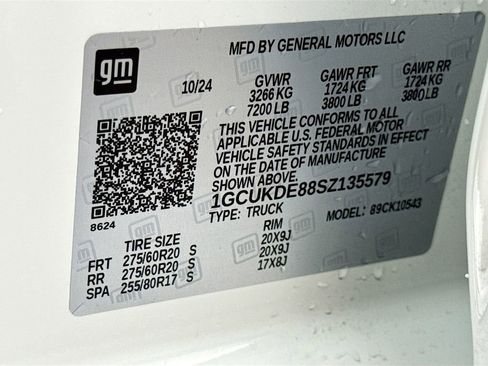 gm
MFD BY GENERAL MOTORS LLC
10/24 GVWR GAWR FRT GAWR RR
3266 KG 1724 KG 1724 KG
7200 LB 3800 LB 3800 LB
THIS VEHICLE CONFORMS TO ALL
APPLICABLE U.S. FEDERAL MOTOR
VEHICLE SAFETY STANDARDS IN EFFECT
ON THE DATE OF MANUFACTURE
SHOWN ABOVE.
1GCUKDE88SZ135579
8624 TYPE: TRUCK MODEL: 89CK10543
TIRE SIZE RIM
FRT 275/60R20 S 20X9J
RR 275/60R20 S 20X9J
SPA 255/80R17 S 17X8J